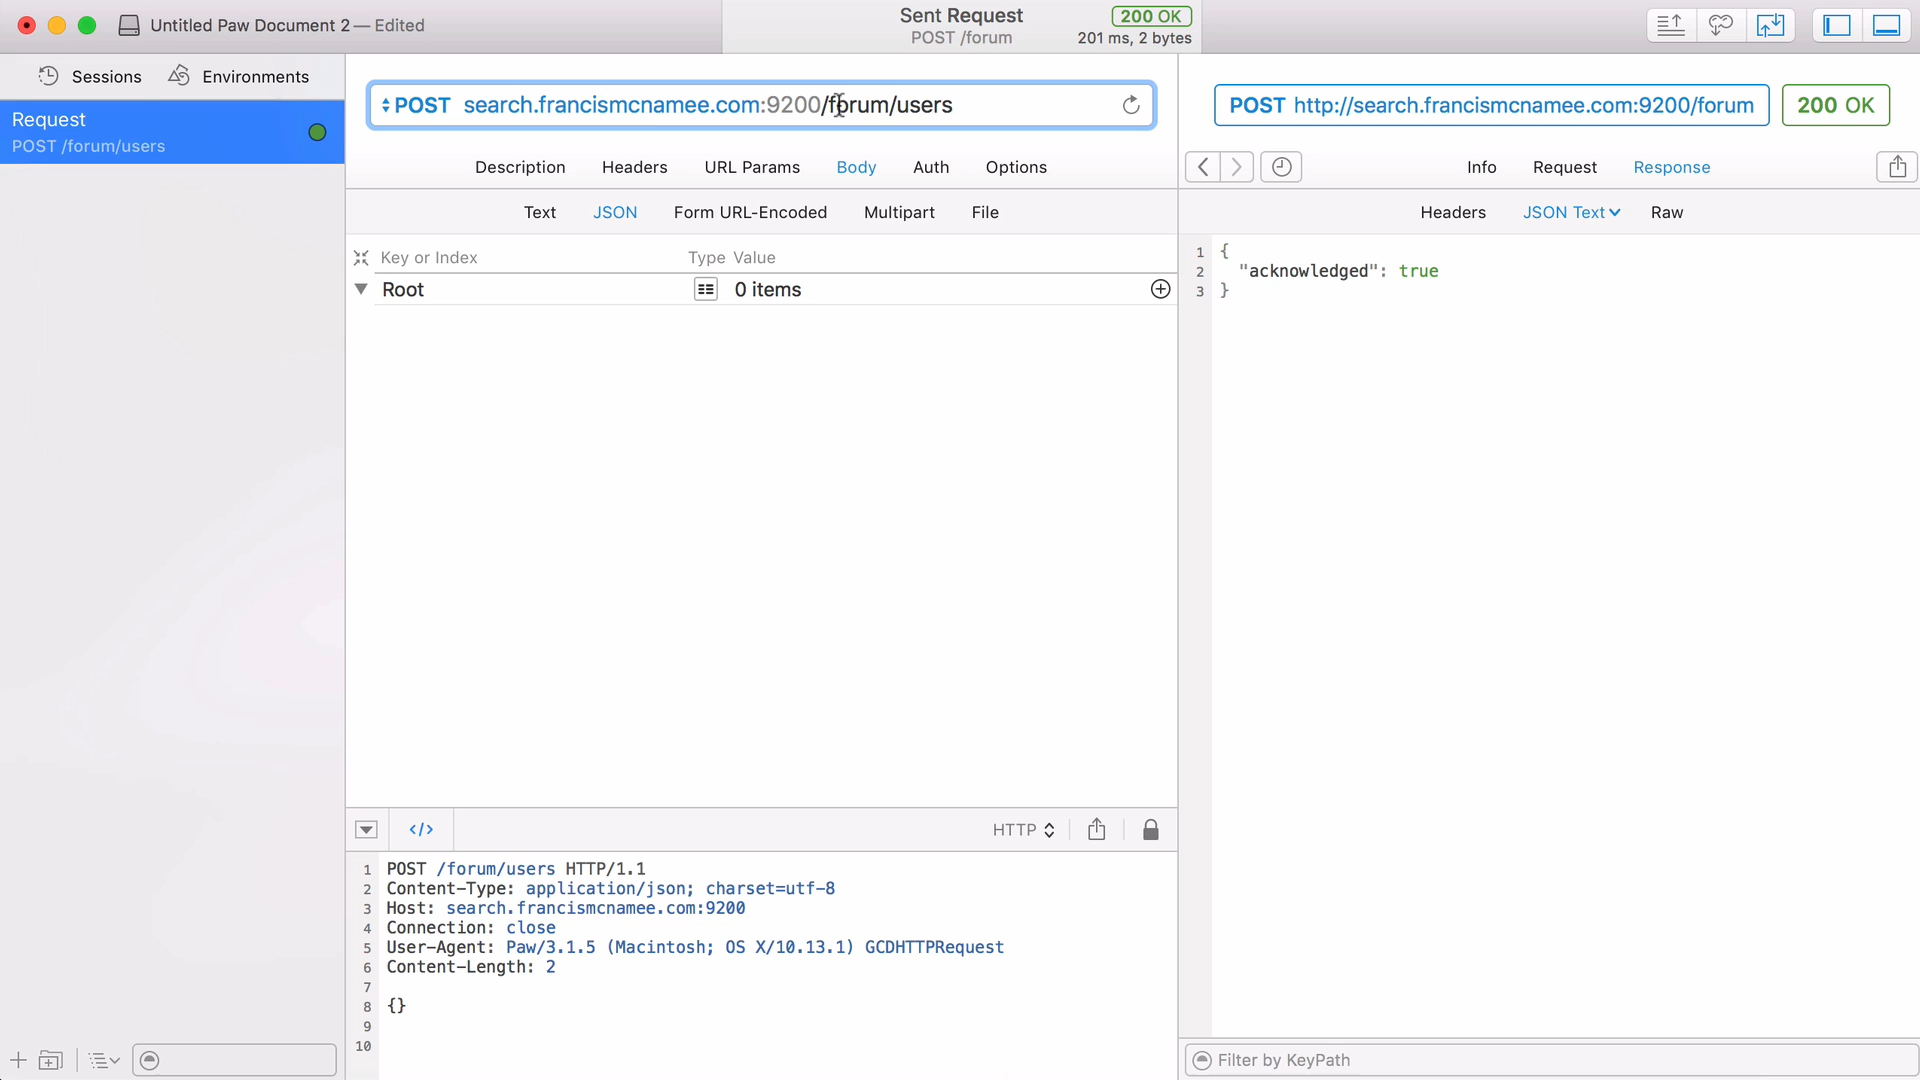 Untitled Paw Document 2 — Edited
Sent Request
POST /forum
200 OK
201 ms, 2 bytes
Sessions
Environments
Request
POST /forum/users
POST search.francismcnamee.com:9200/forum/users
Description Headers URL Params Body Auth Options
Text JSON Form URL-Encoded Multipart File
Key or Index Type Value
Root 0 items
HTTP
1 POST /forum/users HTTP/1.1
2 Content-Type: application/json; charset=utf-8
3 Host: search.francismcnamee.com:9200
4 Connection: close
5 User-Agent: Paw/3.1.5 (Macintosh; OS X/10.13.1) GCDHTTPRequest
6 Content-Length: 2
7
8 {}
9
10
POST http://search.francismcnamee.com:9200/forum
200 OK
Info Request Response
Headers JSON Text Raw
1 {
2 "acknowledged": true
3 }
Filter by KeyPath